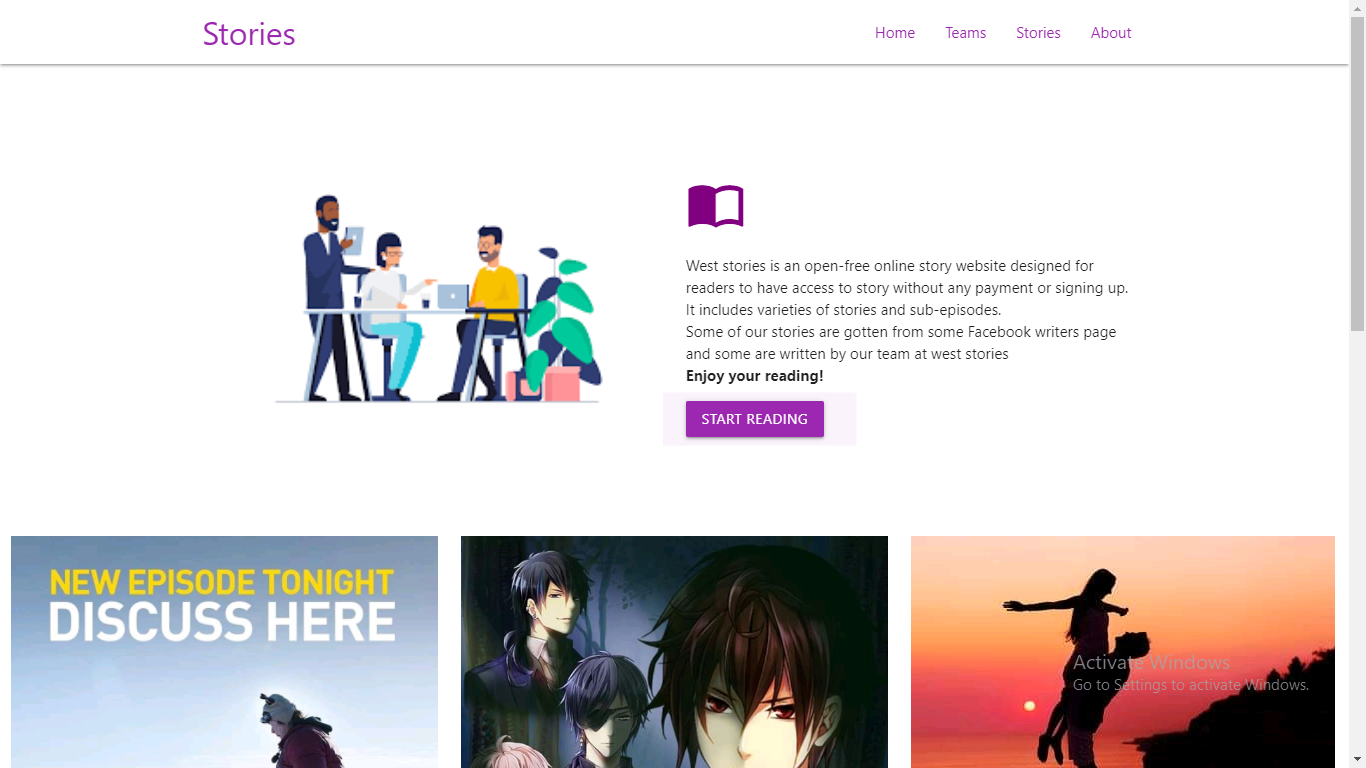 Stories
Home
Teams
Stories
About
West stories is an open-free online story website designed for
readers to have access to story without any payment or signing up.
It includes varieties of stories and sub-episodes.
Some of our stories are gotten from some Facebook writers page
and some are written by our team at west stories
Enjoy your reading!
START READING
NEW EPISODE TONIGHT
DISCUSS HERE
Activate Windows
Go to Settings to activate Windows.